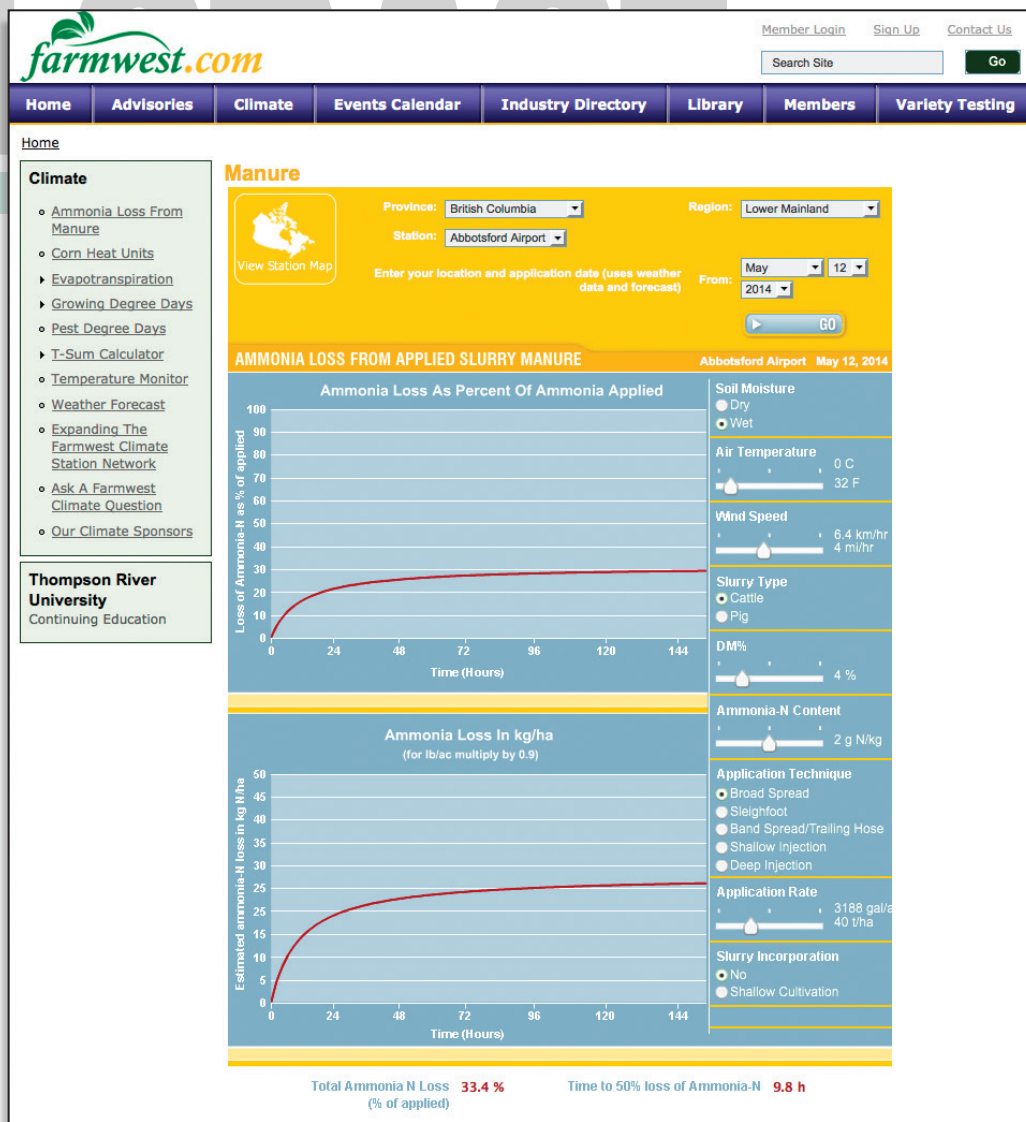 farmwest.com
Member Login Sign Up Contact Us
Search Site Go
Home Advisories Climate Events Calendar Industry Directory Library Members Variety Testing
Home
Climate
Ammonia Loss From
Manure
Corn Heat Units
Evapotranspiration
Growing Degree Days
Pest Degree Days
T-Sum Calculator
Temperature Monitor
Weather Forecast
Expanding The
Farmwest Climate
Station Network
Ask A Farmwest
Climate Question
Our Climate Sponsors
Thompson River
University
Continuing Education
Manure
View Station Map
Province: British Columbia
Region: Lower Mainland
Station: Abbotsford Airport
Enter your location and application date (uses weather
data and forecast)
From: May 12
2014
GO
AMMONIA LOSS FROM APPLIED SLURRY MANURE
Abbotsford Airport May 12, 2014
Ammonia Loss As Percent Of Ammonia Applied
Loss of Ammonia-N as % of applied
100
90
80
70
60
50
40
30
20
10
0
0 24 48 72 96 120 144
Time (Hours)
Ammonia Loss In kg/ha
(for lb/ac multiply by 0.9)
Estimated ammonia-N loss in kg N/ha
50
45
40
35
30
25
25
15
10
5
0
0 24 48 72 96 120 144
Time (Hours)
Soil Moisture
Dry
Wet
Air Temperature
0 C
32 F
Wind Speed
6.4 km/hr
4 mi/hr
Slurry Type
Cattle
Pig
DM%
4 %
Ammonia-N Content
2 g N/kg
Application Technique
Broad Spread
Sleighfoot
Band Spread/Trailing Hose
Shallow Injection
Deep Injection
Application Rate
3188 gal/a
40 t/ha
Slurry Incorporation
No
Shallow Cultivation
Total Ammonia N Loss 33.4 %
(% of applied)
Time to 50% loss of Ammonia-N 9.8 h